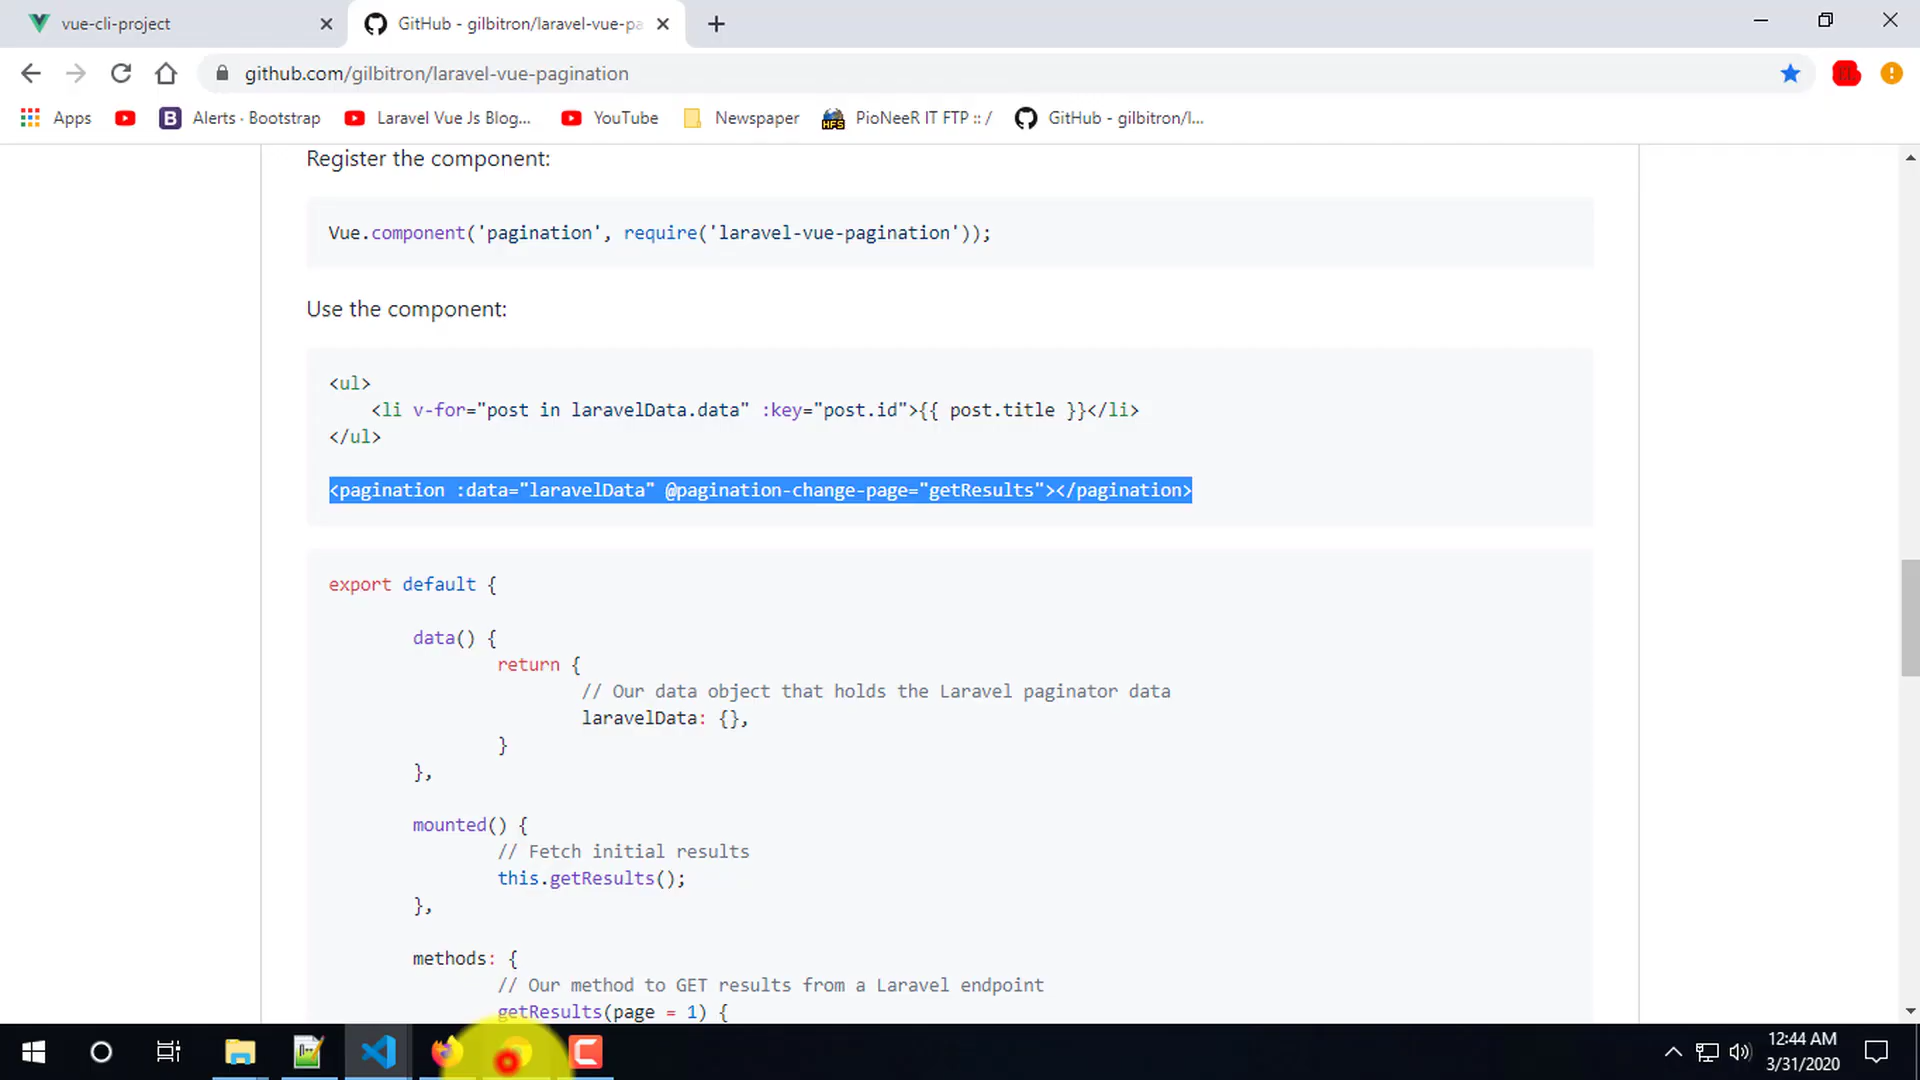 vue-cli-project
GitHub - gilbitron/laravel-vue-pa
github.com/gilbitron/laravel-vue-pagination
Apps
Alerts · Bootstrap
Laravel Vue Js Blog...
YouTube
Newspaper
PioNeeR IT FTP :: /
GitHub - gilbitron/l...
Register the component:
Vue.component('pagination', require('laravel-vue-pagination'));
Use the component:
<ul>
<li v-for="post in laravelData.data" :key="post.id">{{ post.title }}</li>
</ul>
<pagination :data="laravelData" @pagination-change-page="getResults"></pagination>
export default {
data() {
return {
// Our data object that holds the Laravel paginator data
laravelData: {},
}
},
mounted() {
// Fetch initial results
this.getResults();
},
methods: {
// Our method to GET results from a Laravel endpoint
getResults(page = 1) {
12:44 AM
3/31/2020